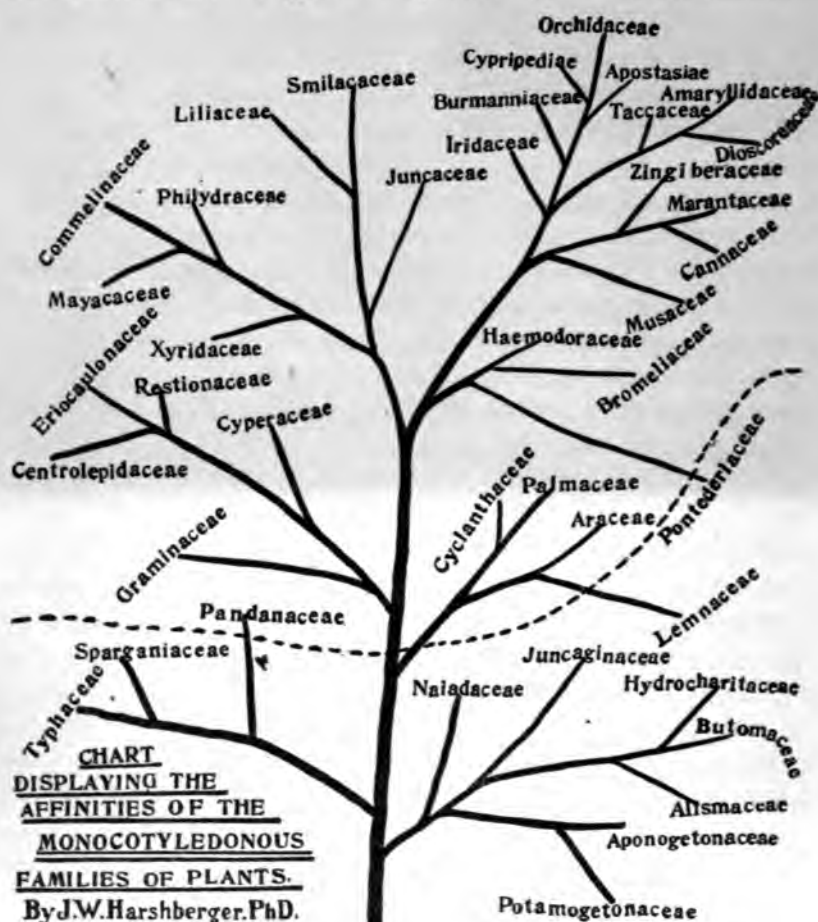 Orchidaceae
Cypripediae
Apostasiae
Smilacaceae
Burmanniaceae
Amaryllidaceae
Liliaceae
Taccaceae
Dioscoreaceae
Iridaceae
Zingiberaceae
Juncaceae
Commelinaceae
Philydraceae
Marantaceae
Cannaceae
Mayacaceae
Musaceae
Haemodoraceae
Xyridaceae
Bromeliaceae
Eriocaulonaceae
Restionaceae
Cyperaceae
Centrolepidaceae
Pontederiaceae
Cyclanthaceae
Palmaceae
Araceae
Graminaceae
Lemnaceae
Pandanaceae
Sparganiaceae
Juncaginaceae
Typhaceae
Naiadaceae
Hydrocharitaceae
Butomaceae
Alismaceae
Aponogetonaceae
Potamogetonaceae
CHART
DISPLAYING THE
AFFINITIES OF THE
MONOCOTYLEDONOUS
FAMILIES OF PLANTS.
By J.W. Harshberger. PhD.